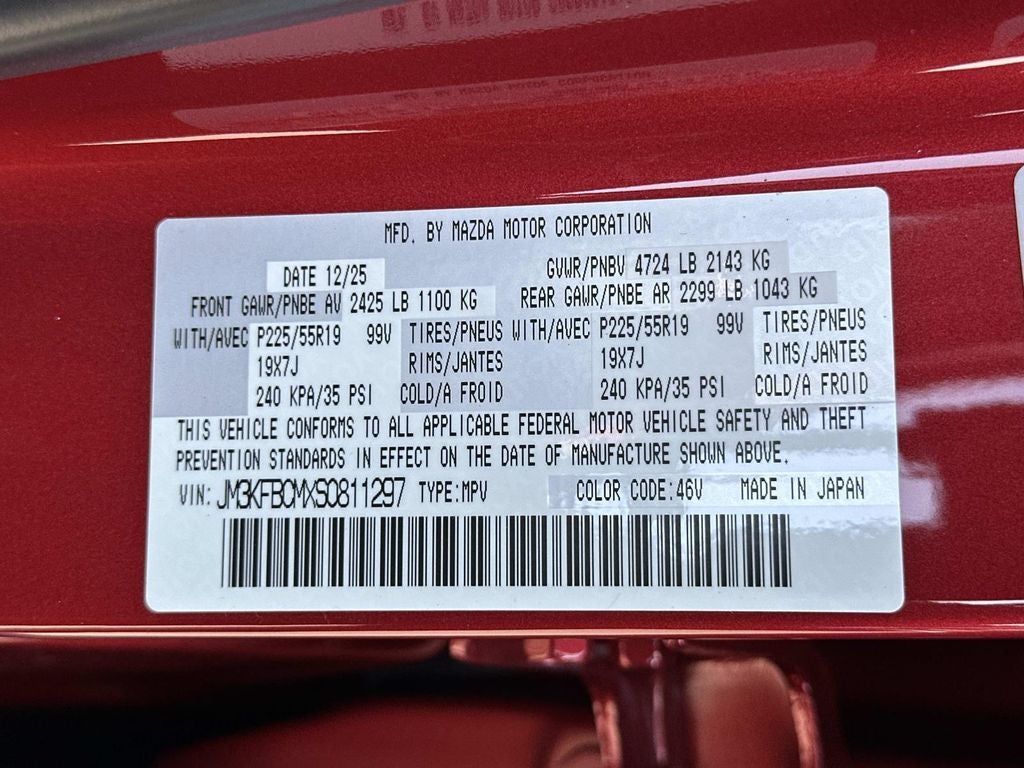 MFD. BY MAZDA MOTOR CORPORATION
DATE 12/25 GVWR/PNBV 4724 LB 2143 KG
FRONT GAWR/PNBE AV 2425 LB 1100 KG REAR GAWR/PNBE AR 2299 LB 1043 KG
WITH/AVEC P225/55R19 99V TIRES/PNEUS WITH/AVEC P225/55R19 99V TIRES/PNEUS
19X7J RIMS/JANTES 19X7J RIMS/JANTES
240 KPA/35 PSI COLD/A FROID 240 KPA/35 PSI COLD/A FROID
THIS VEHICLE CONFORMS TO ALL APPLICABLE FEDERAL MOTOR VEHICLE SAFETY AND THEFT
PREVENTION STANDARDS IN EFFECT ON THE DATE OF MANUFACTURE SHOWN ABOVE.
VIN: JM3KFBCMXS0811297 TYPE:MPV COLOR CODE:46V MADE IN JAPAN